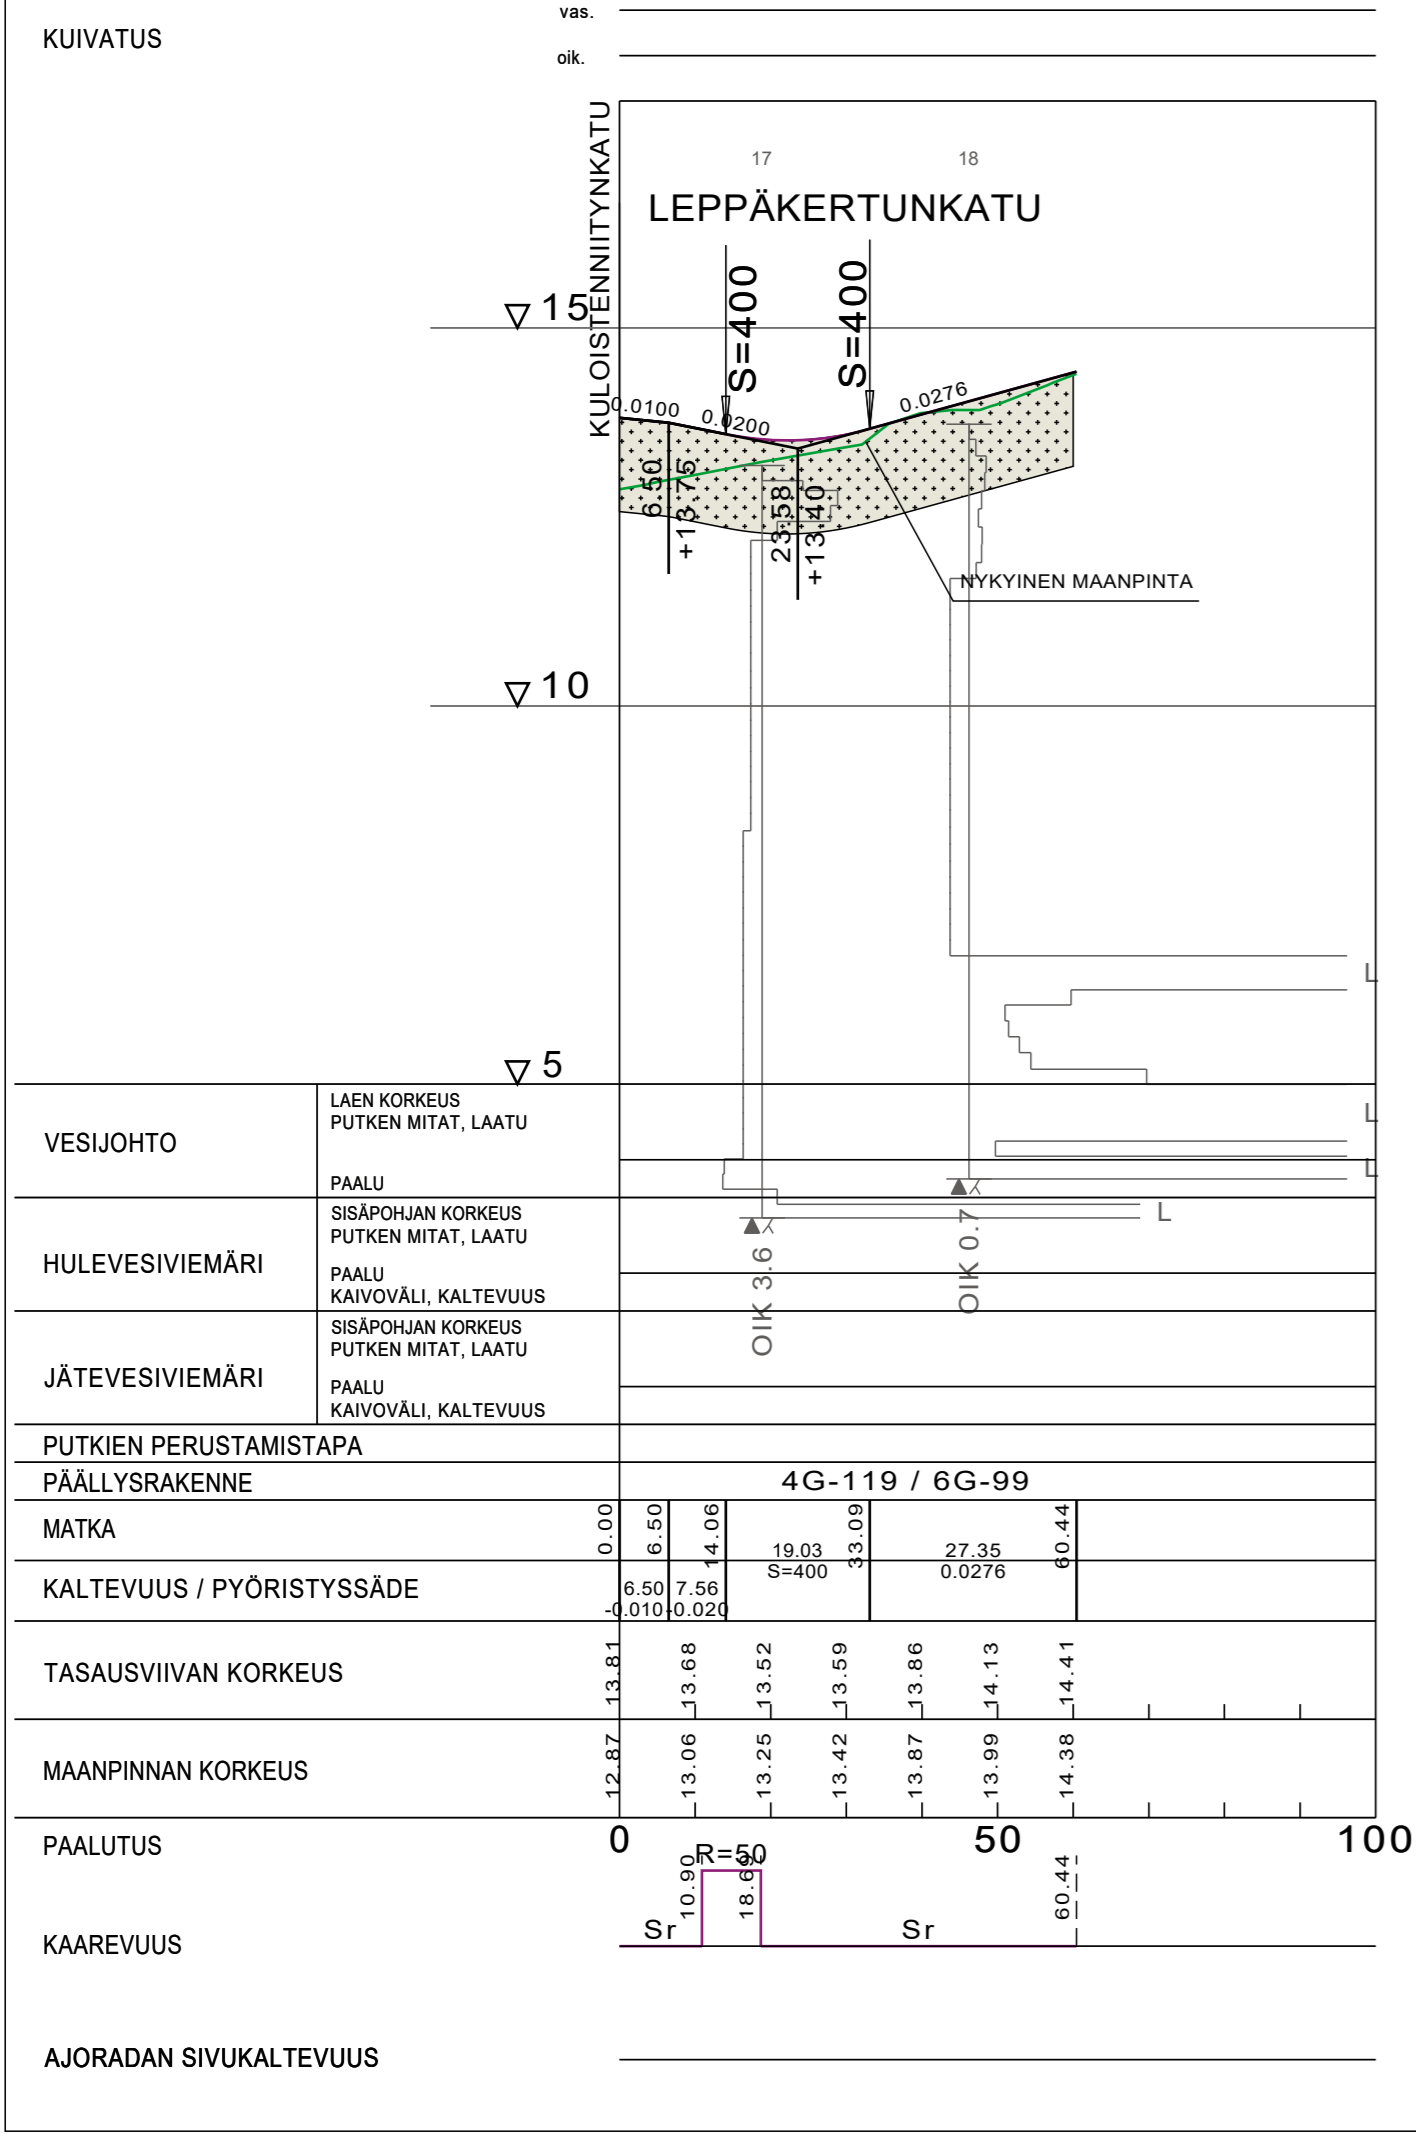 vas.
KUIVATUS
oik.
KULOISTENNIITYNKATU
17
18
LEPPÄKERTUNKATU
S=400
S=400
15
0.0100
0.0200
0.0276
6.50
+13.75
23.58
+13.40
NYKYINEN MAANPINTA
10
L
5
L
L
L
OIK 3.6
OIK 0.7
VESIJOHTO
LAEN KORKEUS
PUTKEN MITAT, LAATU
PAALU
HULEVESIVIEMÄRI
SISÄPOHJAN KORKEUS
PUTKEN MITAT, LAATU
PAALU
KAIVOVÄLI, KALTEVUUS
JÄTEVESIVIEMÄRI
SISÄPOHJAN KORKEUS
PUTKEN MITAT, LAATU
PAALU
KAIVOVÄLI, KALTEVUUS
PUTKIEN PERUSTAMISTAPA
PÄÄLLYSRAKENNE
4G-119 / 6G-99
MATKA
0.00
6.50
14.06
33.09
60.44
KALTEVUUS / PYÖRISTYSSÄDE
6.50
-0.010
7.56
-0.020
19.03
S=400
27.35
0.0276
TASAUSVIIVAN KORKEUS
13.81
13.68
13.52
13.59
13.86
14.13
14.41
MAANPINNAN KORKEUS
12.87
13.06
13.25
13.42
13.87
13.99
14.38
PAALUTUS
0
50
100
KAAREVUUS
Sr
10.90
R=50
18.69
Sr
60.44
AJORADAN SIVUKALTEVUUS